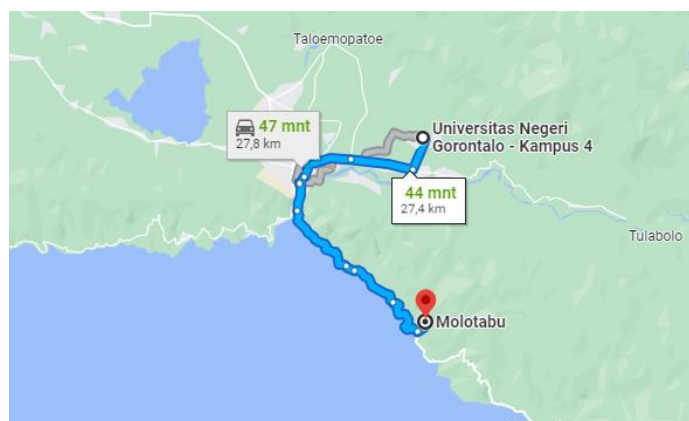 Taloemopatoe
47 mnt
27,8 km
Universitas Negeri
Gorontalo - Kampus 4
44 mnt
27,4 km
Tulabolo
Molotabu